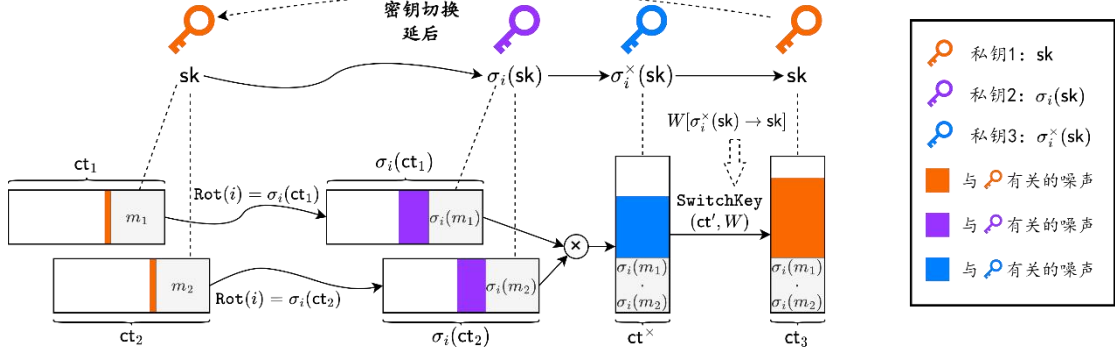 密钥切换
延后
sk
σ_i(sk)
σ_i^×(sk)
sk
W[σ_i^×(sk) → sk]
ct_1
σ_i(ct_1)
Rot(i) = σ_i(ct_1)
m_1
σ_i(m_1)
×
SwitchKey
(ct′, W)
m_2
Rot(i) = σ_i(ct_2)
σ_i(m_2)
σ_i(m_1)
·
σ_i(m_2)
σ_i(m_1)
·
σ_i(m_2)
ct_2
σ_i(ct_2)
ct^×
ct_3
私钥1: sk
私钥2: σ_i(sk)
私钥3: σ_i^×(sk)
与有关的噪声
与有关的噪声
与有关的噪声